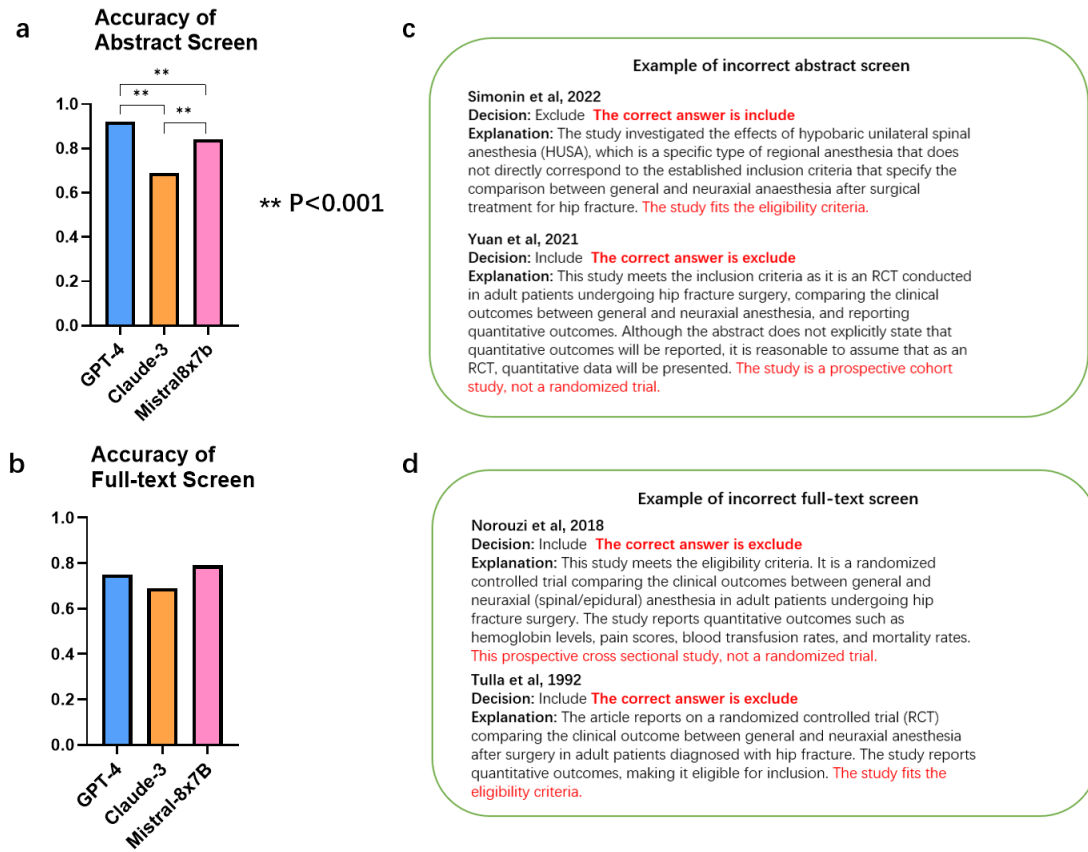 a
Accuracy of
Abstract Screen
**
**
**
1.0
0.8
0.6
0.4
0.2
0.0
GPT-4
Claude-3
Mistral8x7b
** P<0.001
b
Accuracy of
Full-text Screen
1.0
0.8
0.6
0.4
0.2
0.0
GPT-4
Claude-3
Mistral-8x7B
c
Example of incorrect abstract screen
Simonin et al, 2022
Decision: Exclude The correct answer is include
Explanation: The study investigated the effects of hypobaric unilateral spinal
anesthesia (HUSA), which is a specific type of regional anesthesia that does
not directly correspond to the established inclusion criteria that specify the
comparison between general and neuraxial anaesthesia after surgical
treatment for hip fracture. The study fits the eligibility criteria.
Yuan et al, 2021
Decision: Include The correct answer is exclude
Explanation: This study meets the inclusion criteria as it is an RCT conducted
in adult patients undergoing hip fracture surgery, comparing the clinical
outcomes between general and neuraxial anesthesia, and reporting
quantitative outcomes. Although the abstract does not explicitly state that
quantitative outcomes will be reported, it is reasonable to assume that as an
RCT, quantitative data will be presented. The study is a prospective cohort
study, not a randomized trial.
d
Example of incorrect full-text screen
Norouzi et al, 2018
Decision: Include The correct answer is exclude
Explanation: This study meets the eligibility criteria. It is a randomized
controlled trial comparing the clinical outcomes between general and
neuraxial (spinal/epidural) anesthesia in adult patients undergoing hip
fracture surgery. The study reports quantitative outcomes such as
hemoglobin levels, pain scores, blood transfusion rates, and mortality rates.
This prospective cross sectional study, not a randomized trial.
Tulla et al, 1992
Decision: Include The correct answer is exclude
Explanation: The article reports on a randomized controlled trial (RCT)
comparing the clinical outcome between general and neuraxial anesthesia
after surgery in adult patients diagnosed with hip fracture. The study reports
quantitative outcomes, making it eligible for inclusion. The study fits the
eligibility criteria.